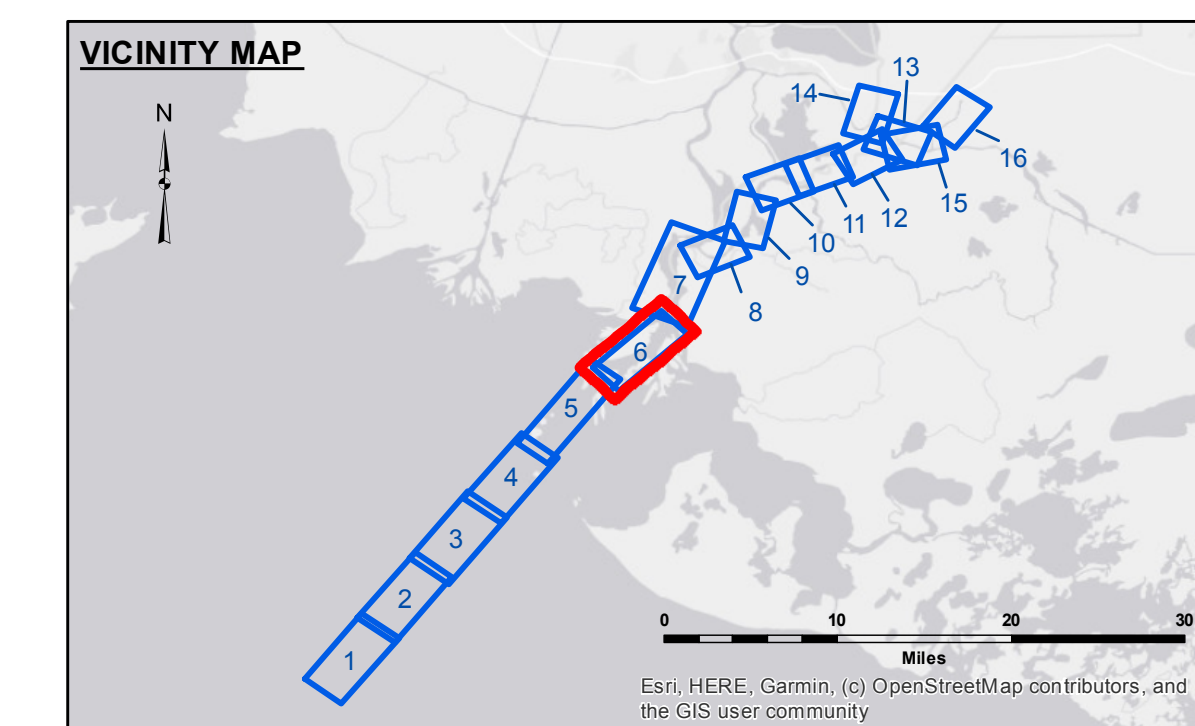 VICINITY MAP
N
13
14
16
15
12
11
10
9
8
7
6
5
4
3
2
1
0 10 20 30
Miles
Esri, HERE, Garmin, (c) OpenStreetMap contributors, and
the GIS user community